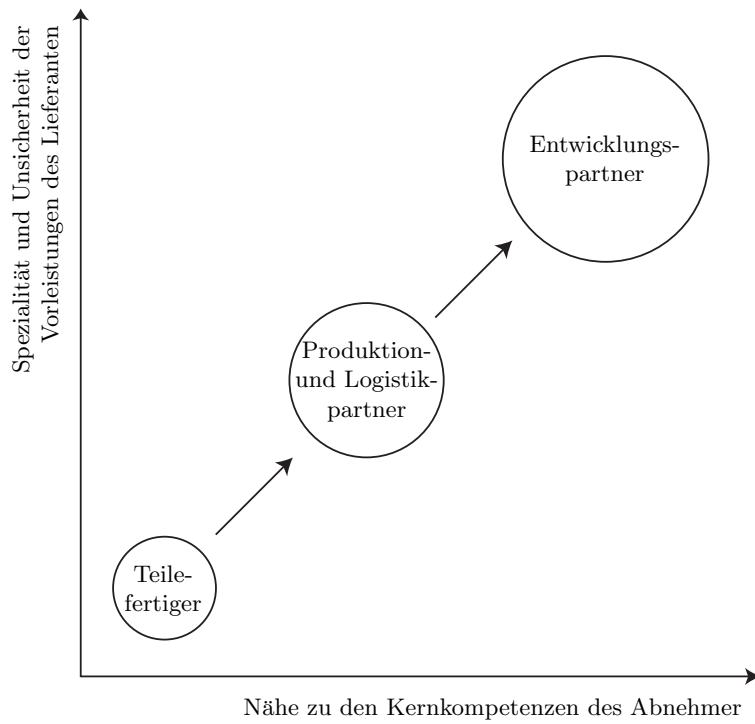 Spezialität und Unsicherheit der
Vorleistungen des Lieferanten
Entwicklungs-
partner
Produktion-
und Logistik-
partner
Teile-
fertiger
Nähe zu den Kernkompetenzen des Abnehmer